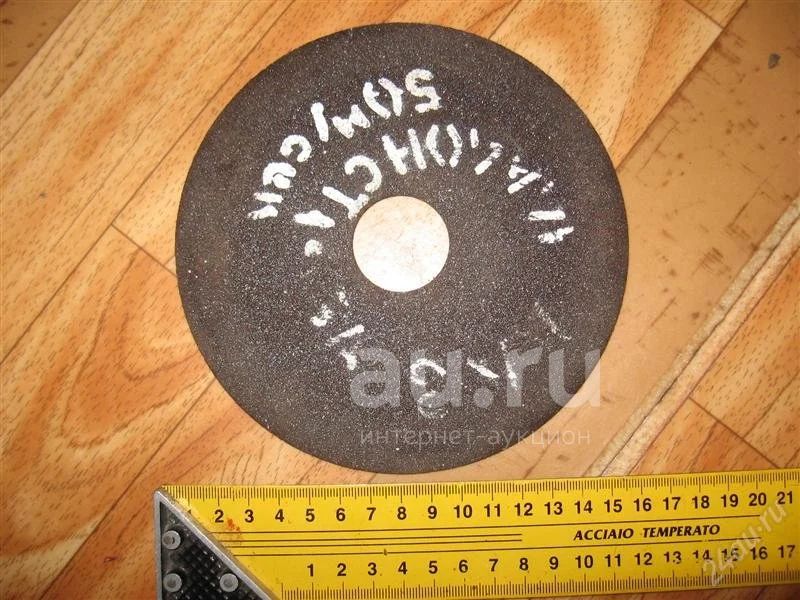 50м/сек
au.ru
интернет-аукцион
1 2 3 4 5 6 7 8 9 10 11 12 13 14 15 16 17 18 19 20 21
ACCIAIO TEMPERATO
1 2 3 4 5 6 7 8 9 10 11 12 13 14 15 16 17
24au.ru